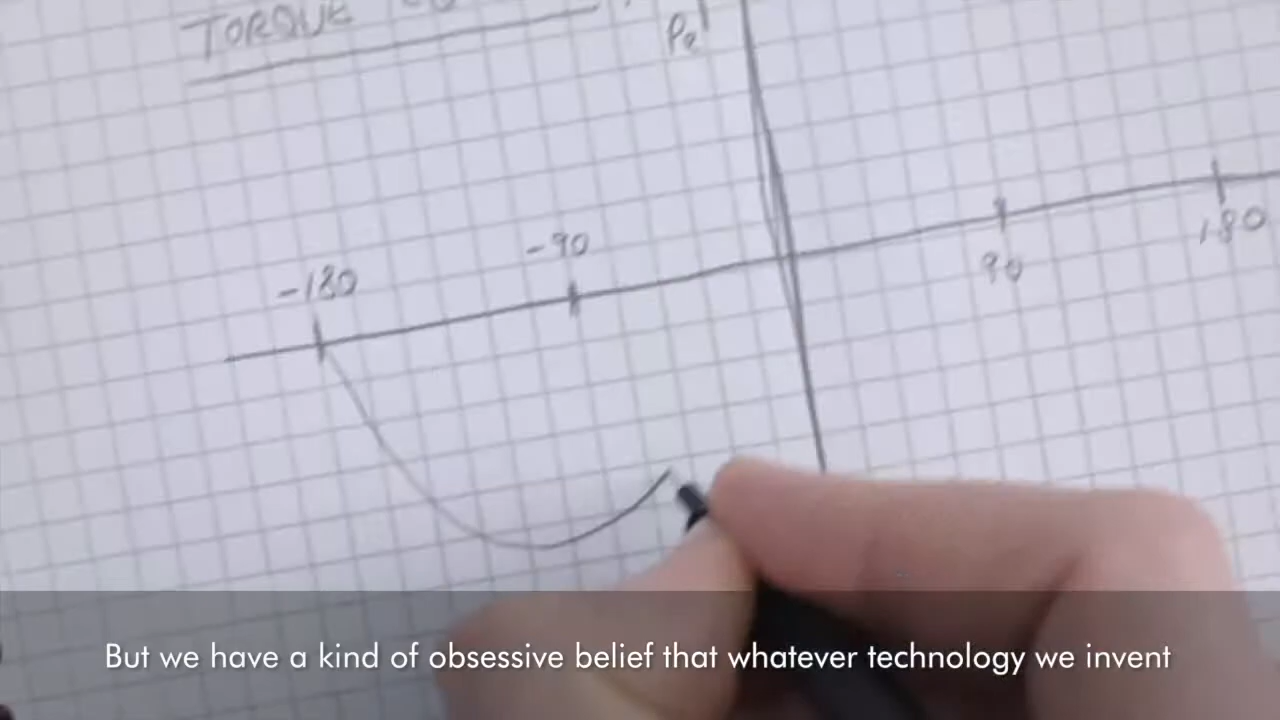 TORQUE
Pe
-180
-90
90
180
But we have a kind of obsessive belief that whatever technology we invent